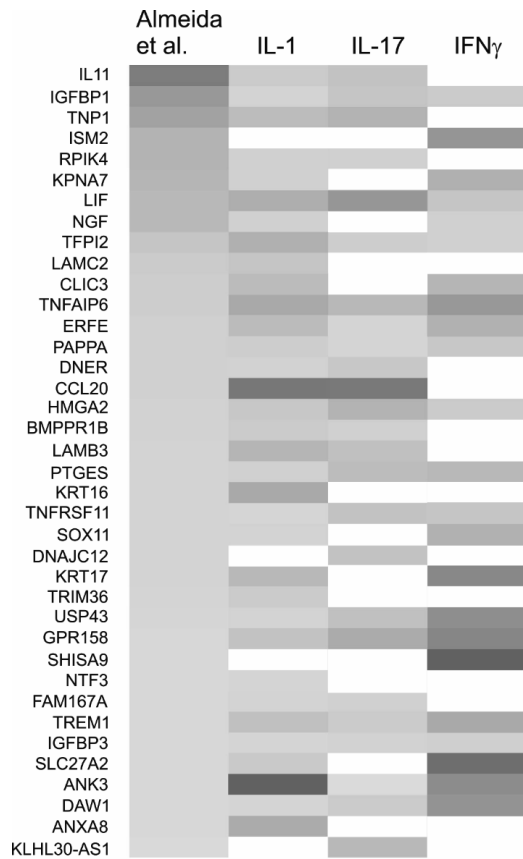 Almeida
et al. IL-1 IL-17 IFNγ
IL11
IGFBP1
TNP1
ISM2
RPIK4
KPNA7
LIF
NGF
TFPI2
LAMC2
CLIC3
TNFAIP6
ERFE
PAPPA
DNER
CCL20
HMGA2
BMPPR1B
LAMB3
PTGES
KRT16
TNFRSF11
SOX11
DNAJC12
KRT17
TRIM36
USP43
GPR158
SHISA9
NTF3
FAM167A
TREM1
IGFBP3
SLC27A2
ANK3
DAW1
ANXA8
KLHL30-AS1